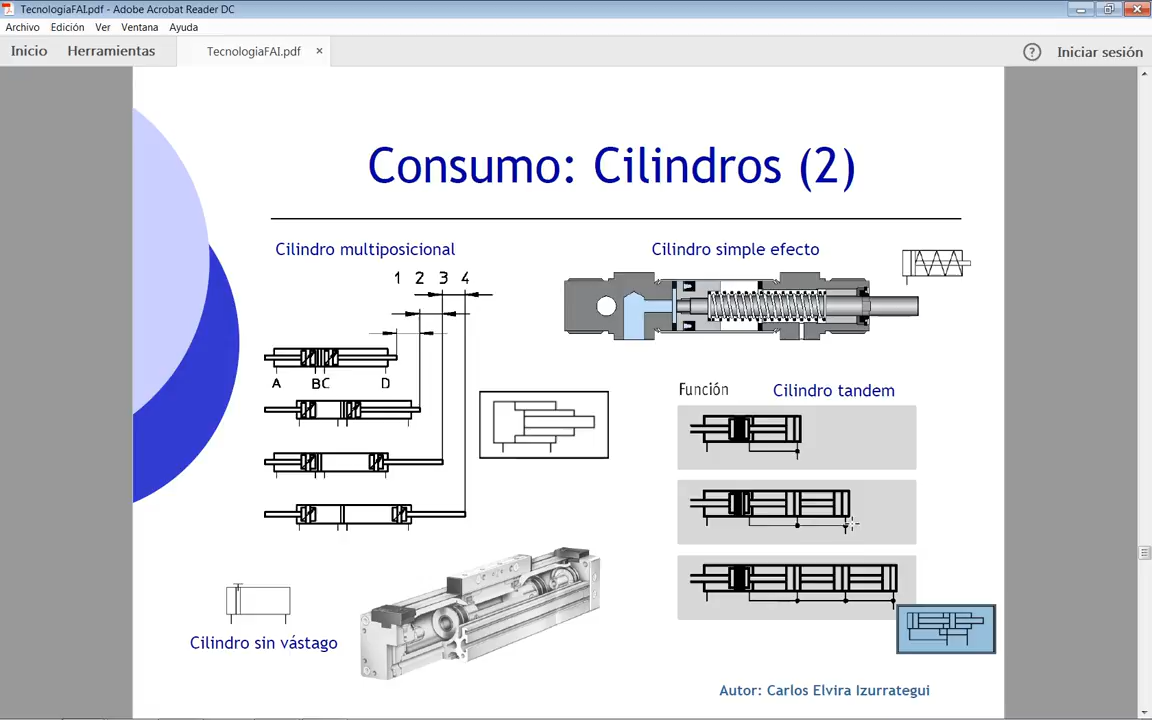 TecnologiaFAI.pdf - Adobe Acrobat Reader DC
Archivo Edición Ver Ventana Ayuda
Inicio Herramientas TecnologiaFAI.pdf × ? Iniciar sesión
Consumo: Cilindros (2)
Cilindro multiposicional
Cilindro simple efecto
1 2 3 4
A B C D
Función
Cilindro tandem
Cilindro sin vástago
Autor: Carlos Elvira Izurrategui